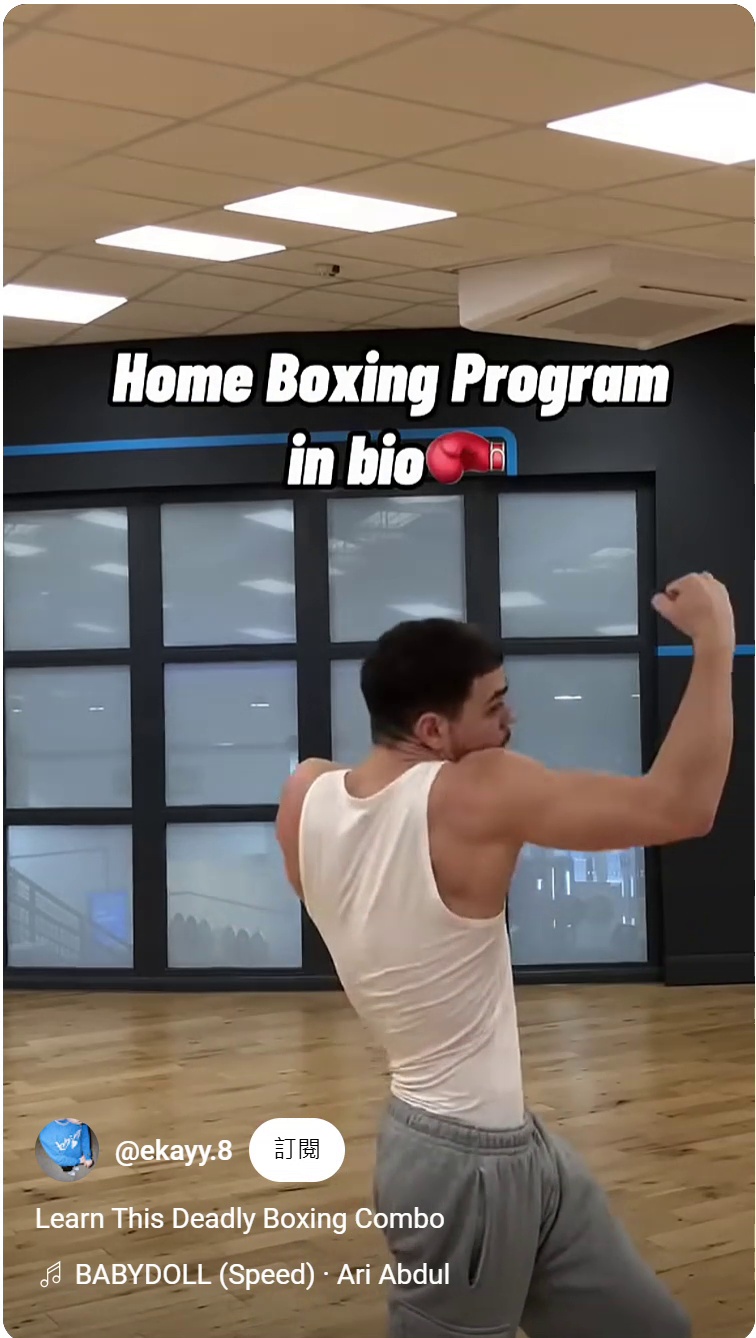 Home Boxing Program
in bio🥊
@ekayy.8 訂閱
Learn This Deadly Boxing Combo
BABYDOLL (Speed) · Ari Abdul